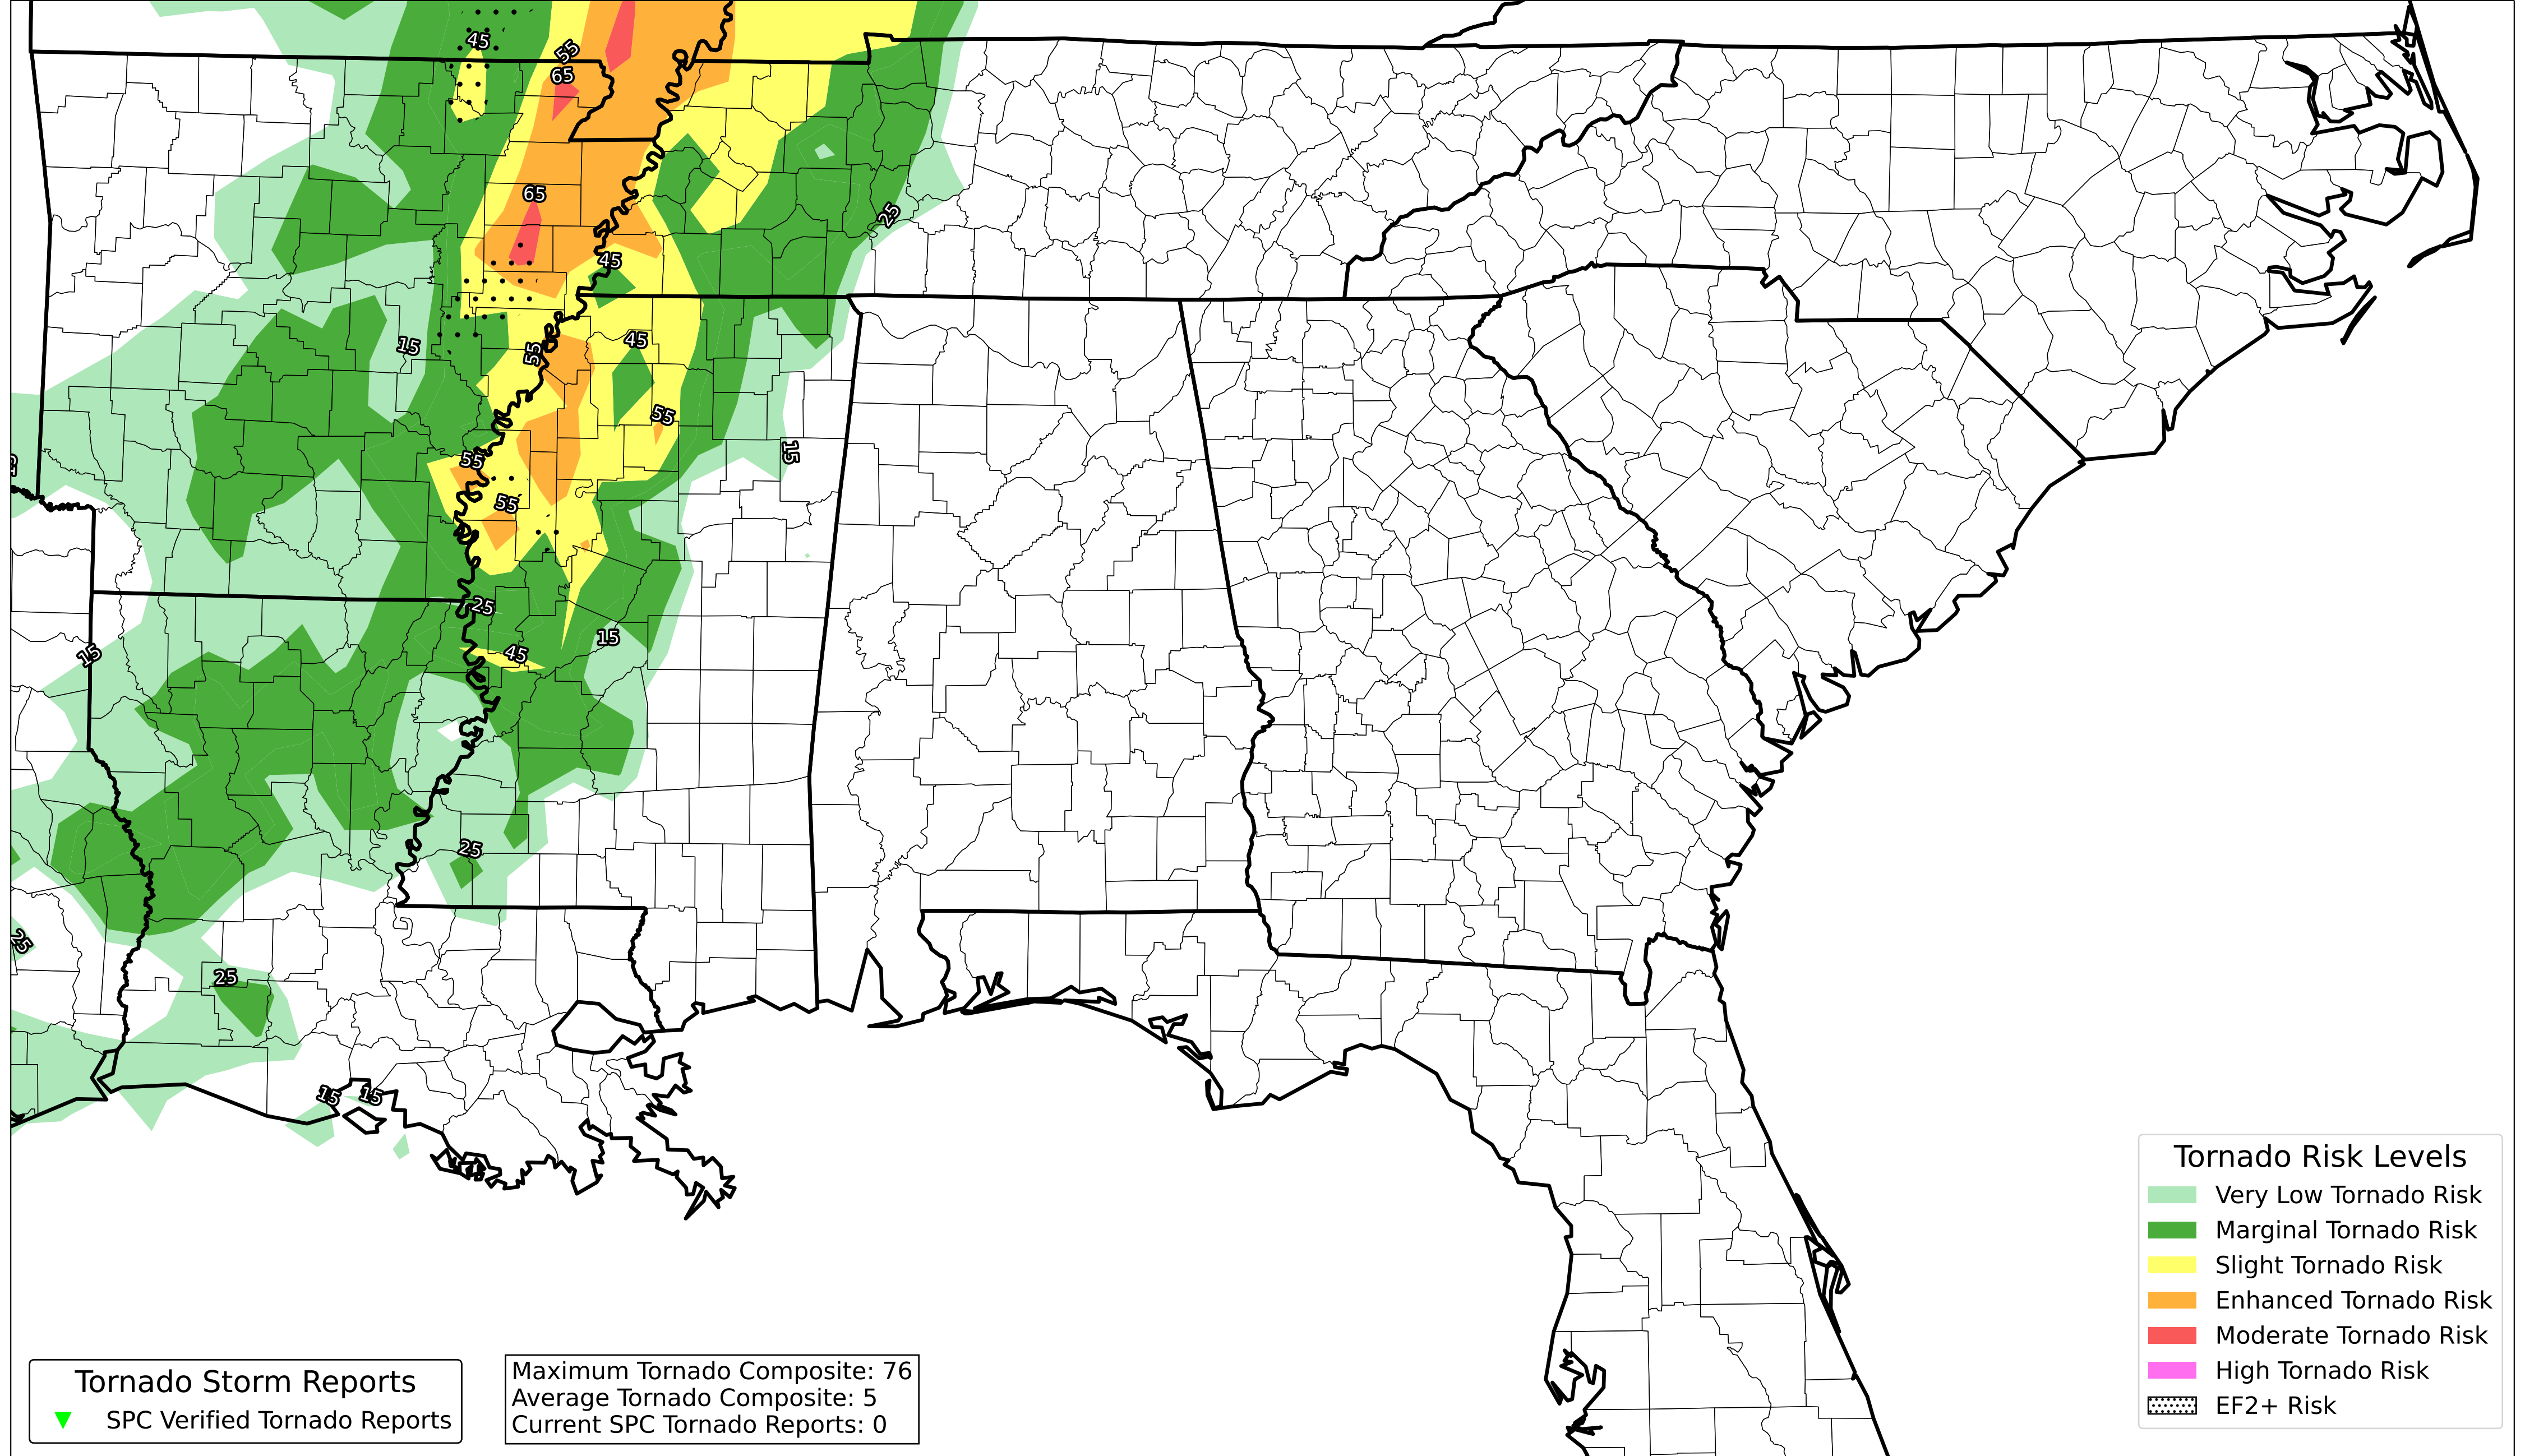 45
55
65
65
25
45
15
45
55
55
15
55
55
25
15
45
15
25
25
25
15
15
Tornado Risk Levels
Very Low Tornado Risk
Marginal Tornado Risk
Slight Tornado Risk
Enhanced Tornado Risk
Moderate Tornado Risk
High Tornado Risk
EF2+ Risk
Tornado Storm Reports
SPC Verified Tornado Reports
Maximum Tornado Composite: 76
Average Tornado Composite: 5
Current SPC Tornado Reports: 0